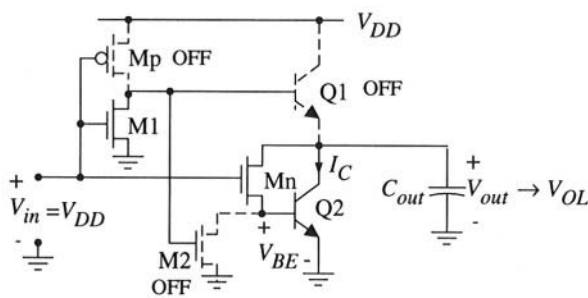 V_DD
Mp OFF
Q1 OFF
M1
+
V_in = V_DD
-
Mn
I_C
Q2
C_out
+
V_out → V_OL
-
M2
OFF
+
V_BE -